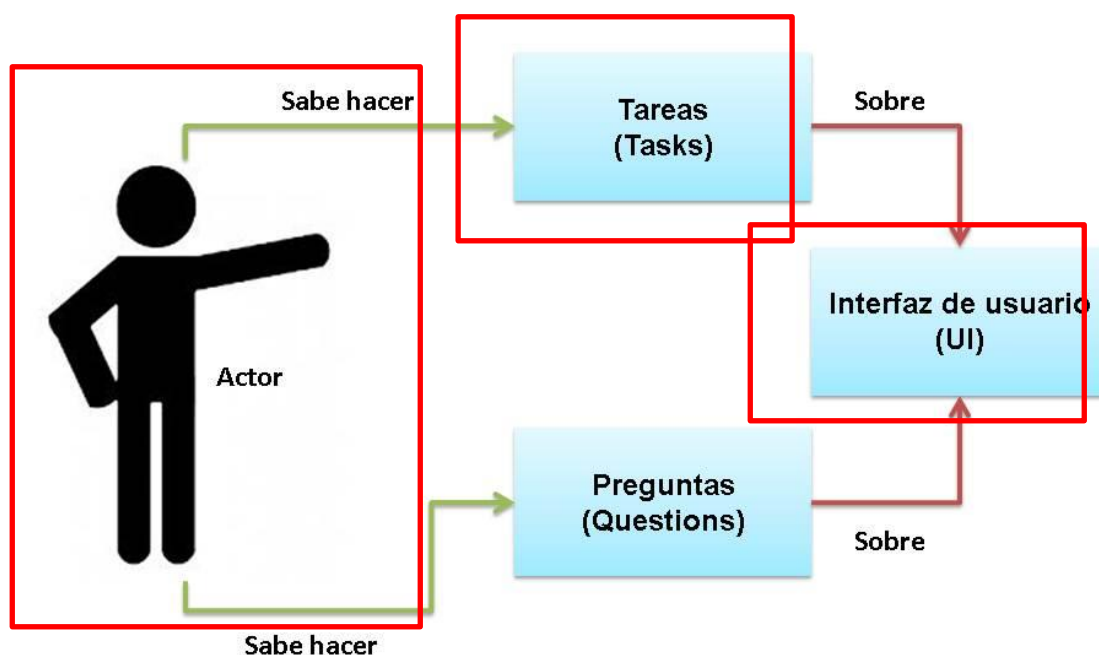 Sabe hacer
Tareas
(Tasks)
Sobre
Interfaz de usuario
(UI)
Actor
Preguntas
(Questions)
Sobre
Sabe hacer